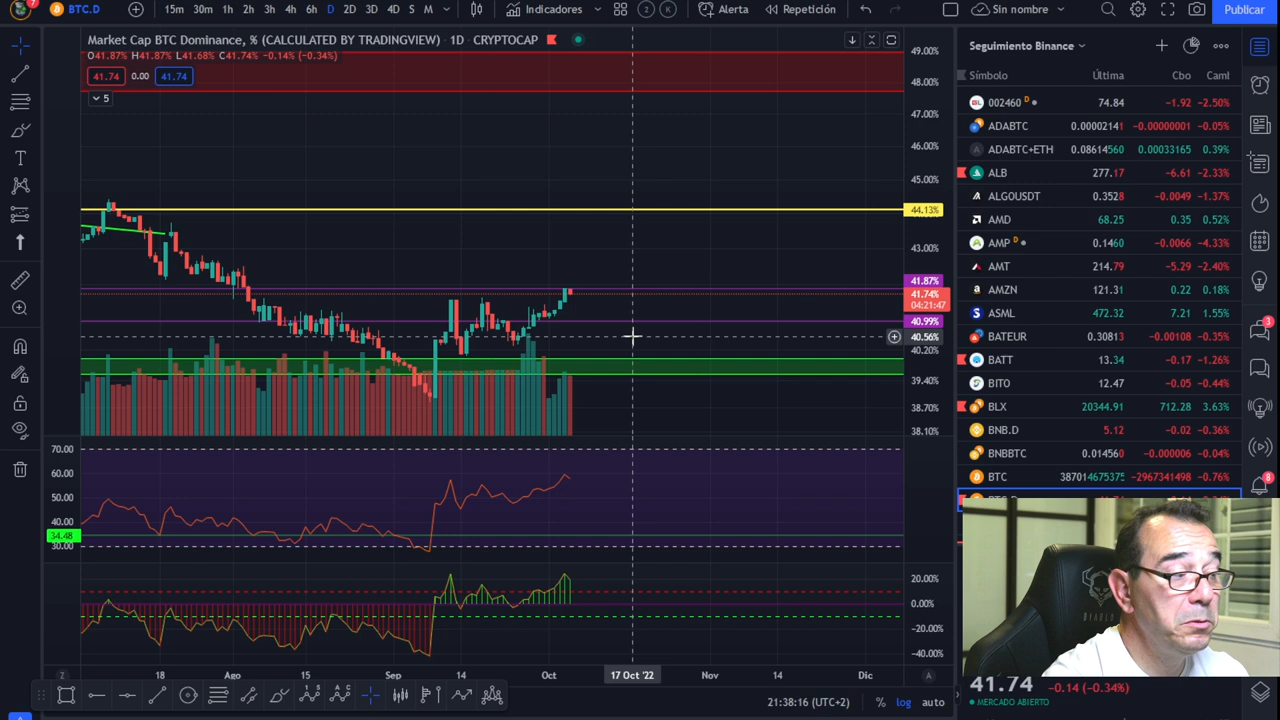 7
BTC.D
15m 30m 1h 2h 3h 4h 6h D 2D 3D 4D S M
Indicadores
2 K
Alerta
Repetición
Sin nombre
Publicar
Market Cap BTC Dominance, % (CALCULATED BY TRADINGVIEW) · 1D · CRYPTOCAP
O41.87% H41.87% L41.68% C41.74% −0.14% (−0.34%)
41.74 0.00 41.74
5
49.00%
48.00%
47.00%
46.00%
45.00%
44.13%
43.00%
41.87%
41.74%
04:21:47
40.99%
40.56%
40.20%
39.40%
38.70%
38.10%
70.00
60.00
50.00
40.00
34.48
30.00
20.00%
0.00%
−20.00%
−40.00%
18 Ago 15 Sep 14 Oct 17 Oct '22 Nov 14 Dic
Z
A
21:38:16 (UTC+2)
% log auto
Seguimiento Binance
Símbolo Última Cbo Caml
002460 D 74.84 −1.92 −2.50%
ADABTC 0.00002141 −0.00000001 −0.05%
ADABTC+ETH 0.08614560 0.00033165 0.39%
ALB 277.17 −6.61 −2.33%
ALGOUSDT 0.3528 −0.0049 −1.37%
AMD 68.25 0.35 0.52%
AMP D 0.1460 −0.0066 −4.33%
AMT 214.79 −5.29 −2.40%
AMZN 121.31 0.22 0.18%
ASML 472.32 7.21 1.55%
BATEUR 0.30813 −0.00108 −0.35%
BATT 13.34 −0.17 −1.26%
BITO 12.47 −0.05 −0.44%
BLX 20344.91 712.28 3.63%
BNB.D 5.12 −0.02 −0.36%
BNBBTC 0.014560 −0.000006 −0.04%
BTC 387014675375 −2967341498 −0.76%
3
8
DIABLO
41.74 −0.14 (−0.34%)
MERCADO ABIERTO